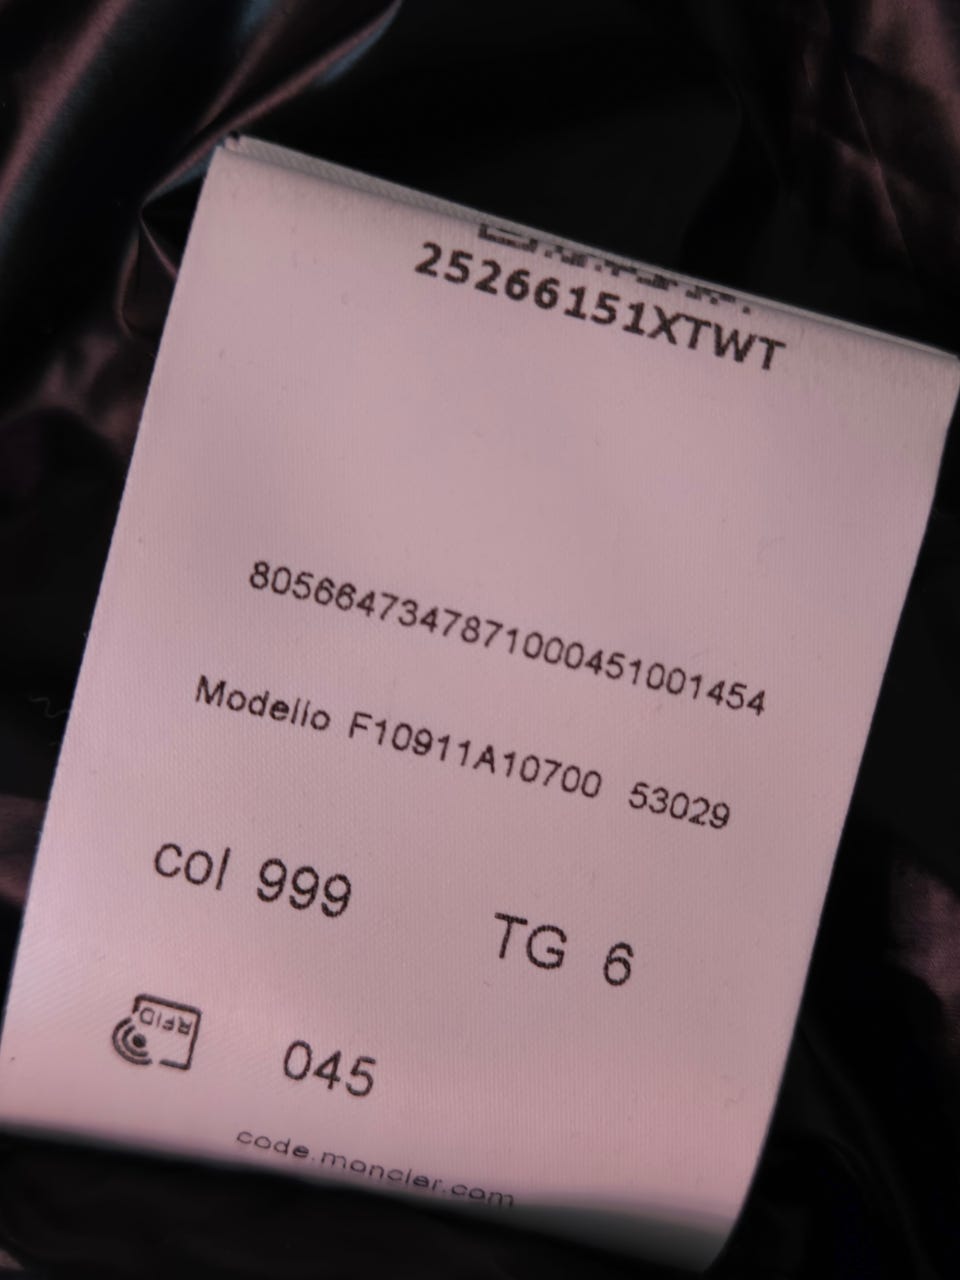 25266151XTWT
8056647347871000451001454
Modello F10911A10700 53029
col 999 TG 6
RFID
045
code.moncler.com